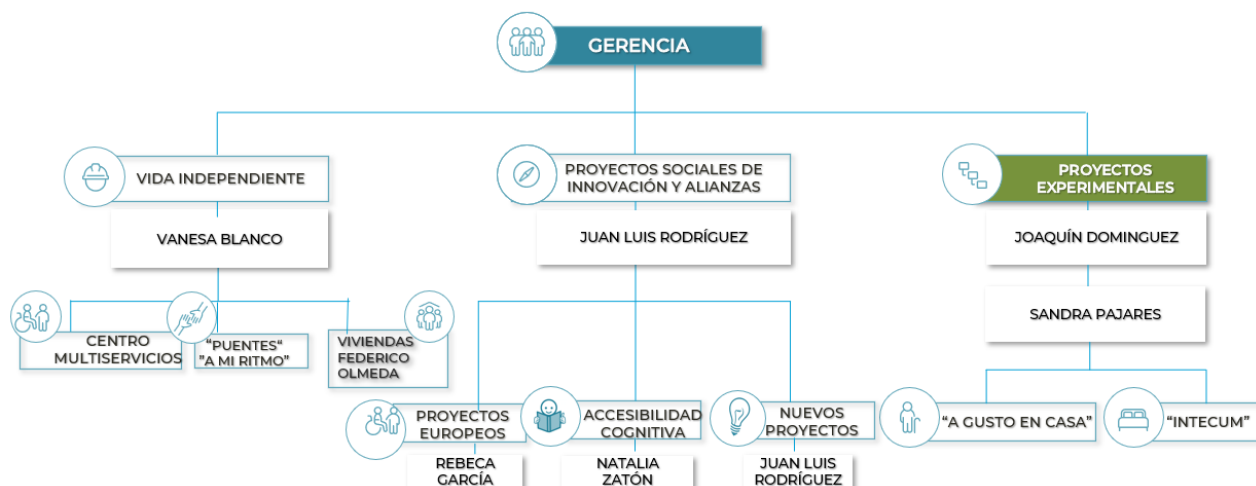 GERENCIA
VIDA INDEPENDIENTE
VANESA BLANCO
CENTRO
MULTISERVICIOS
“PUENTES“
”A MI RITMO”
VIVIENDAS
FEDERICO
OLMEDA
PROYECTOS SOCIALES DE
INNOVACIÓN Y ALIANZAS
JUAN LUIS RODRÍGUEZ
PROYECTOS
EUROPEOS
REBECA
GARCÍA
ACCESIBILIDAD
COGNITIVA
NATALIA
ZATÓN
NUEVOS
PROYECTOS
JUAN LUIS
RODRÍGUEZ
PROYECTOS
EXPERIMENTALES
JOAQUÍN DOMINGUEZ
SANDRA PAJARES
“A GUSTO EN CASA”
“INTECUM”